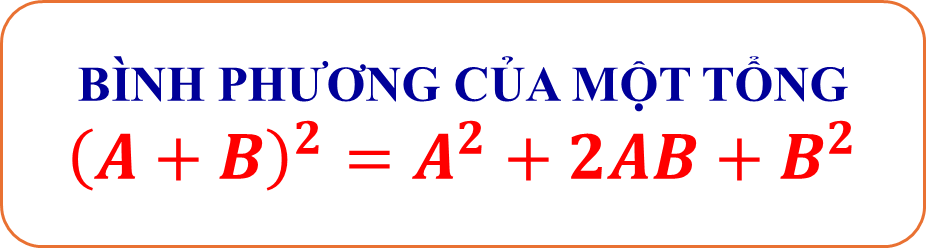 BÌNH PHƯƠNG CỦA MỘT TỔNG
(A + B)² = A² + 2AB + B²